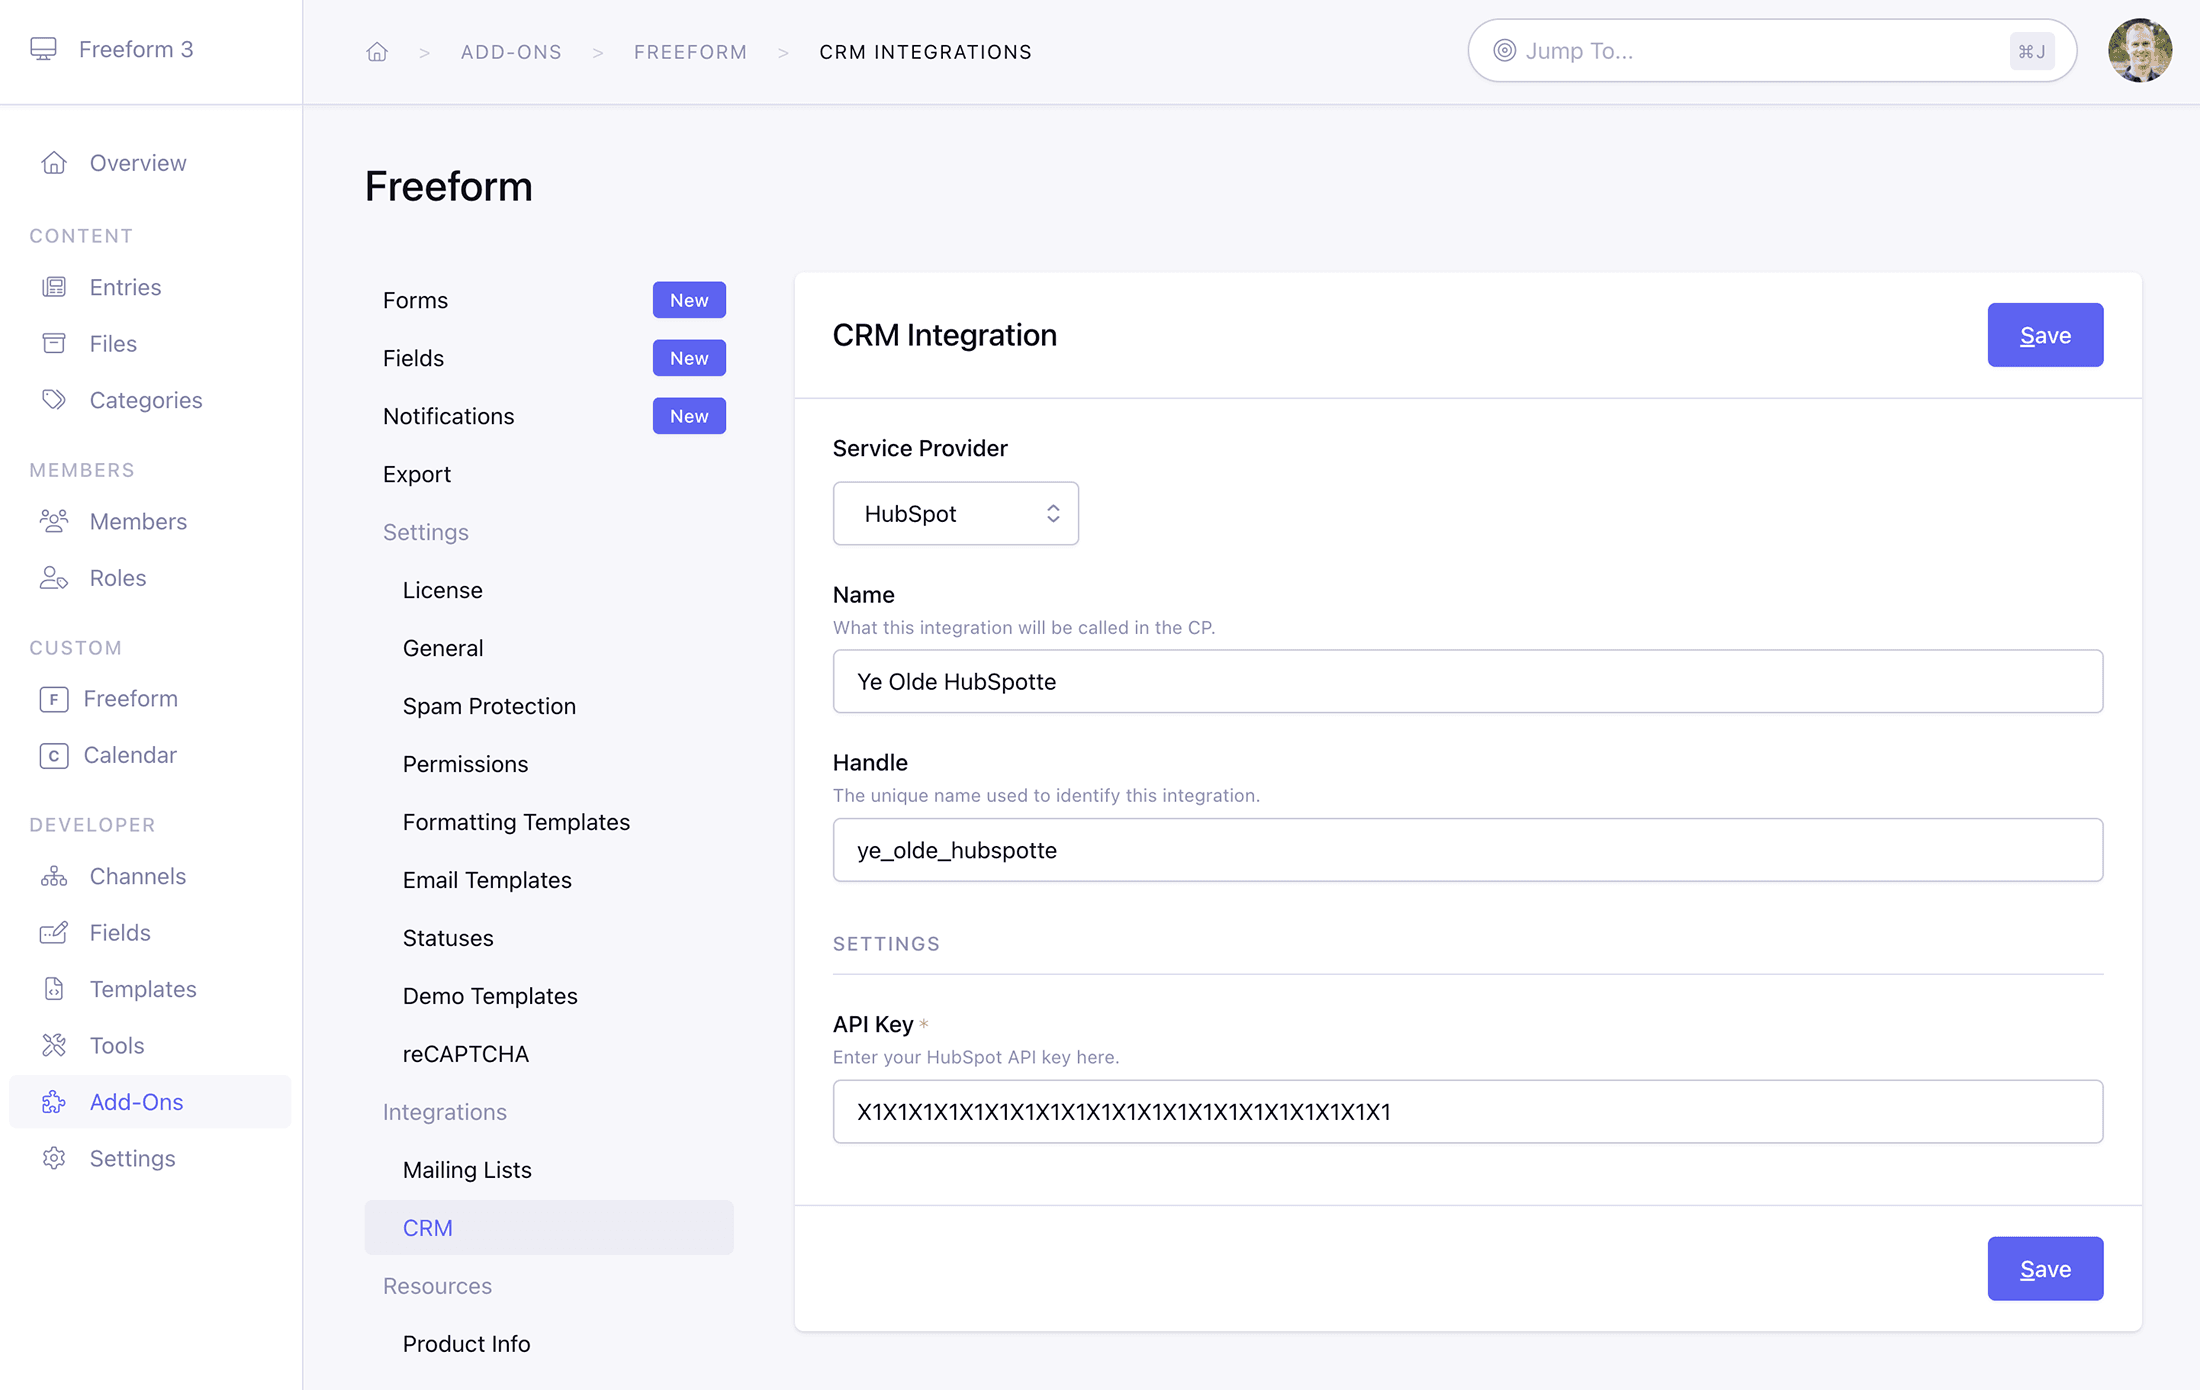 Freeform 3
> ADD-ONS > FREEFORM > CRM INTEGRATIONS
Jump To...
⌘J
Overview
CONTENT
Entries
Files
Categories
MEMBERS
Members
Roles
CUSTOM
F Freeform
C Calendar
DEVELOPER
Channels
Fields
Templates
Tools
Add-Ons
Settings
Freeform
Forms New
Fields New
Notifications New
Export
Settings
License
General
Spam Protection
Permissions
Formatting Templates
Email Templates
Statuses
Demo Templates
reCAPTCHA
Integrations
Mailing Lists
CRM
Resources
Product Info
CRM Integration
Save
Service Provider
HubSpot
Name
What this integration will be called in the CP.
Ye Olde HubSpotte
Handle
The unique name used to identify this integration.
ye_olde_hubspotte
SETTINGS
API Key *
Enter your HubSpot API key here.
X1X1X1X1X1X1X1X1X1X1X1X1X1X1X1X1X1X1X1X1X1
Save